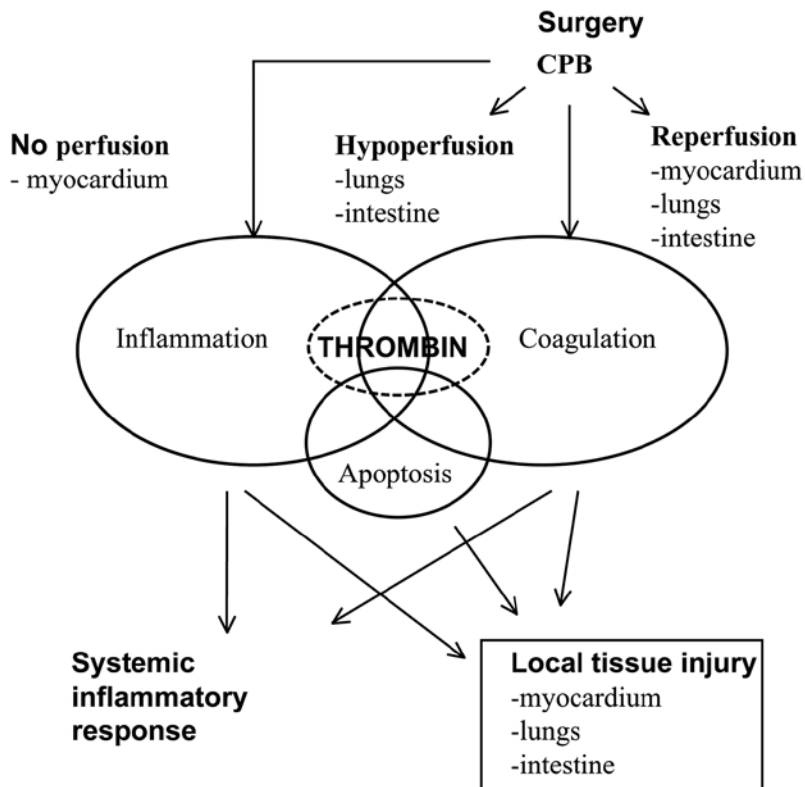 Surgery
CPB
No perfusion
- myocardium
Hypoperfusion
-lungs
-intestine
Reperfusion
-myocardium
-lungs
-intestine
Inflammation
THROMBIN
Coagulation
Apoptosis
Systemic
inflammatory
response
Local tissue injury
-myocardium
-lungs
-intestine